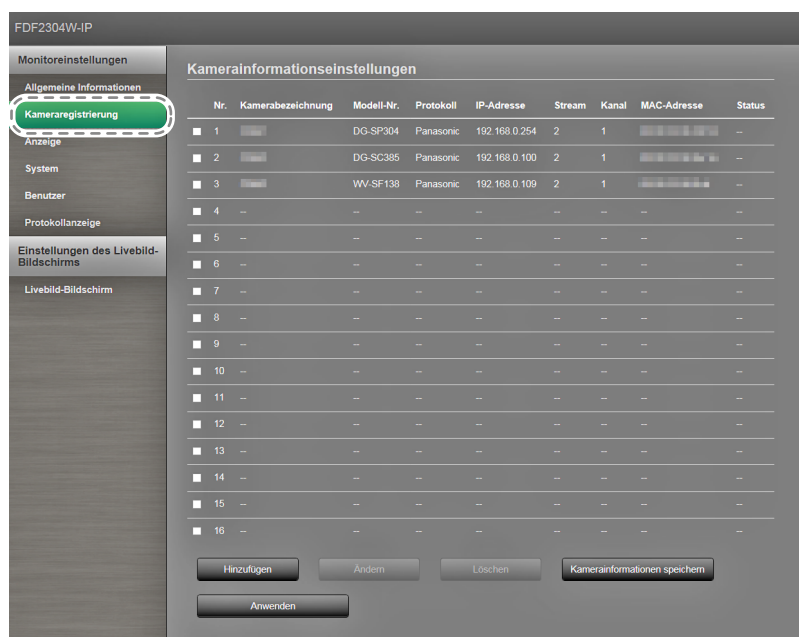 FDF2304W-IP
Monitoreinstellungen
Allgemeine Informationen
Kameraregistrierung
Anzeige
System
Benutzer
Protokollanzeige
Einstellungen des Livebild-
Bildschirms
Livebild-Bildschirm
Kamerainformationseinstellungen
Nr. Kamerabezeichnung Modell-Nr. Protokoll IP-Adresse Stream Kanal MAC-Adresse Status
1 DG-SP304 Panasonic 192.168.0.254 2 1 --
2 DG-SC385 Panasonic 192.168.0.100 2 1 --
3 WV-SF138 Panasonic 192.168.0.109 2 1 --
4 -- -- -- -- -- -- -- --
5 -- -- -- -- -- -- -- --
6 -- -- -- -- -- -- -- --
7 -- -- -- -- -- -- -- --
8 -- -- -- -- -- -- -- --
9 -- -- -- -- -- -- -- --
10 -- -- -- -- -- -- -- --
11 -- -- -- -- -- -- -- --
12 -- -- -- -- -- -- -- --
13 -- -- -- -- -- -- -- --
14 -- -- -- -- -- -- -- --
15 -- -- -- -- -- -- -- --
16 -- -- -- -- -- -- -- --
Hinzufügen Ändern Löschen Kamerainformationen speichern
Anwenden